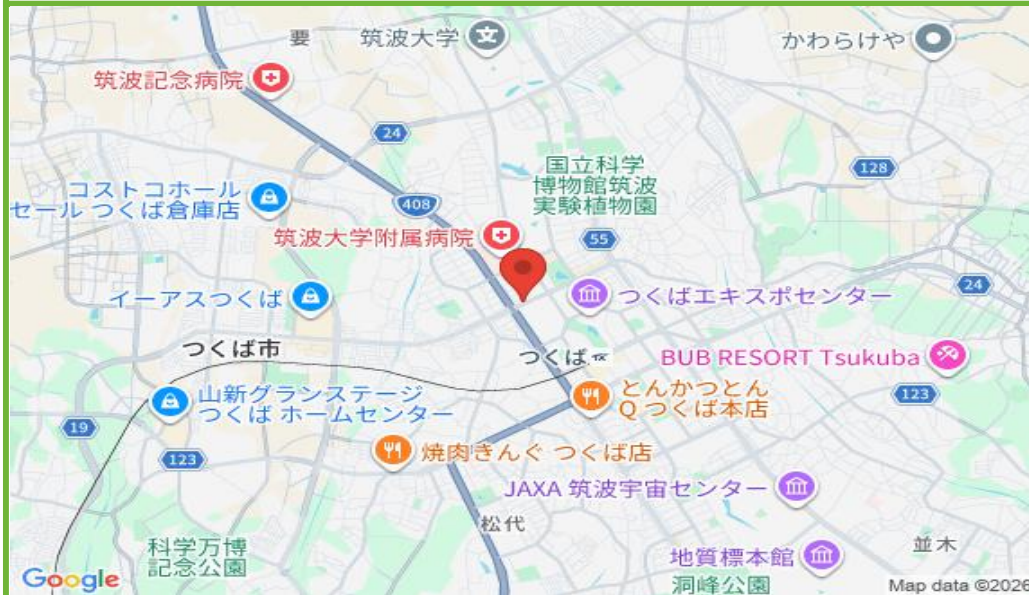 要
筑波大学
かわらけや
筑波記念病院
24
128
国立科学
博物館筑波
実験植物園
コストコホール
セール つくば倉庫店
408
筑波大学附属病院
55
24
イーアスつくば
つくばエキスポセンター
つくば市
つくば
BUB RESORT Tsukuba
山新グランステージ
つくば ホームセンター
とんかつとん
Q つくば本店
123
19
123
焼肉きんぐ つくば店
JAXA 筑波宇宙センター
松代
科学万博
記念公園
地質標本館
並木
洞峰公園
Google
Map data ©2026